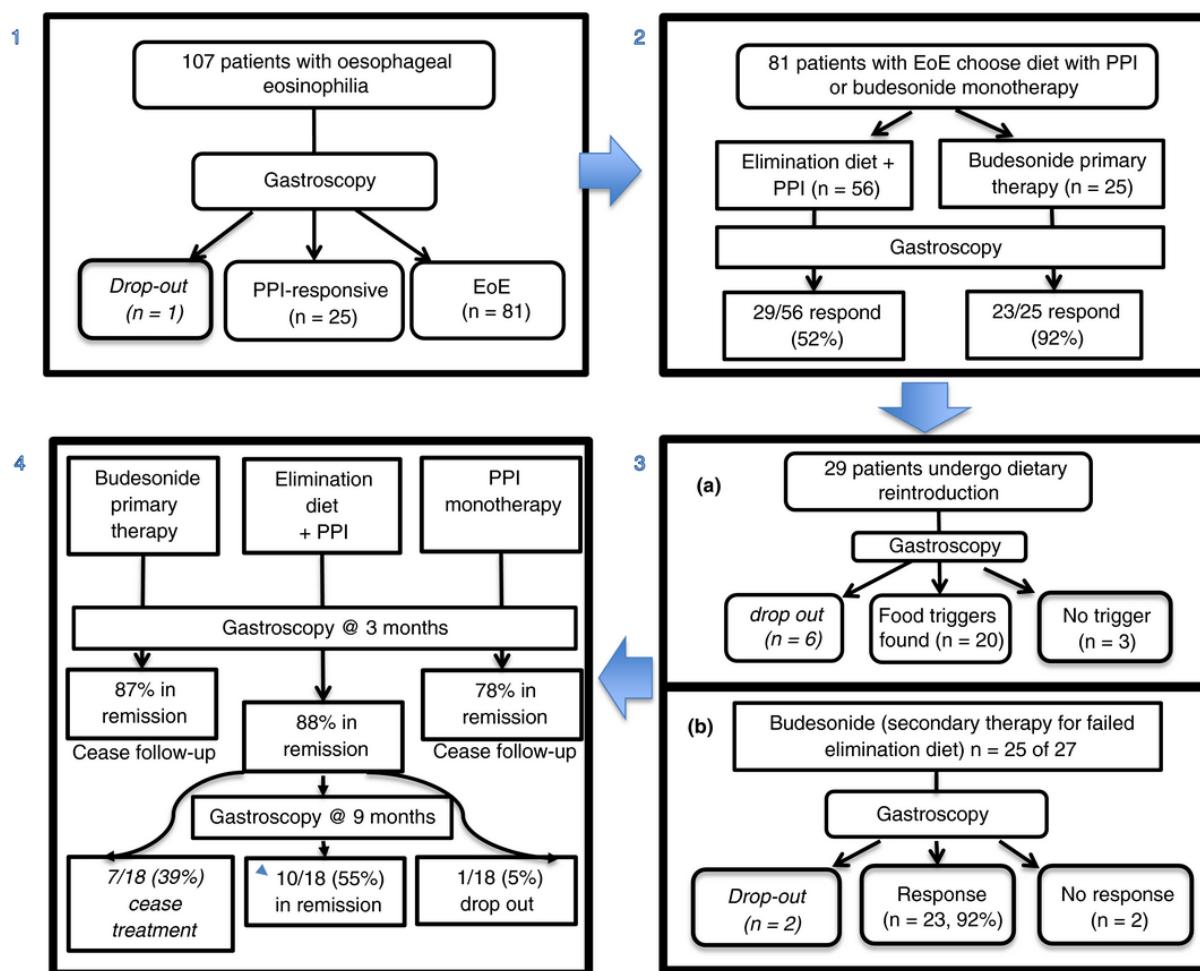 1
107 patients with oesophageal
eosinophilia
Gastroscopy
Drop-out
(n = 1)
PPI-responsive
(n = 25)
EoE
(n = 81)
2
81 patients with EoE choose diet with PPI
or budesonide monotherapy
Elimination diet +
PPI (n = 56)
Budesonide primary
therapy (n = 25)
Gastroscopy
29/56 respond
(52%)
23/25 respond
(92%)
3
(a)
29 patients undergo dietary
reintroduction
Gastroscopy
drop out
(n = 6)
Food triggers
found (n = 20)
No trigger
(n = 3)
(b)
Budesonide (secondary therapy for failed
elimination diet) n = 25 of 27
Gastroscopy
Drop-out
(n = 2)
Response
(n = 23, 92%)
No response
(n = 2)
4
Budesonide
primary
therapy
Elimination
diet
+ PPI
PPI
monotherapy
Gastroscopy @ 3 months
87% in
remission
Cease follow-up
88% in
remission
78% in
remission
Cease follow-up
Gastroscopy @ 9 months
7/18 (39%)
cease
treatment
10/18 (55%)
in remission
1/18 (5%)
drop out